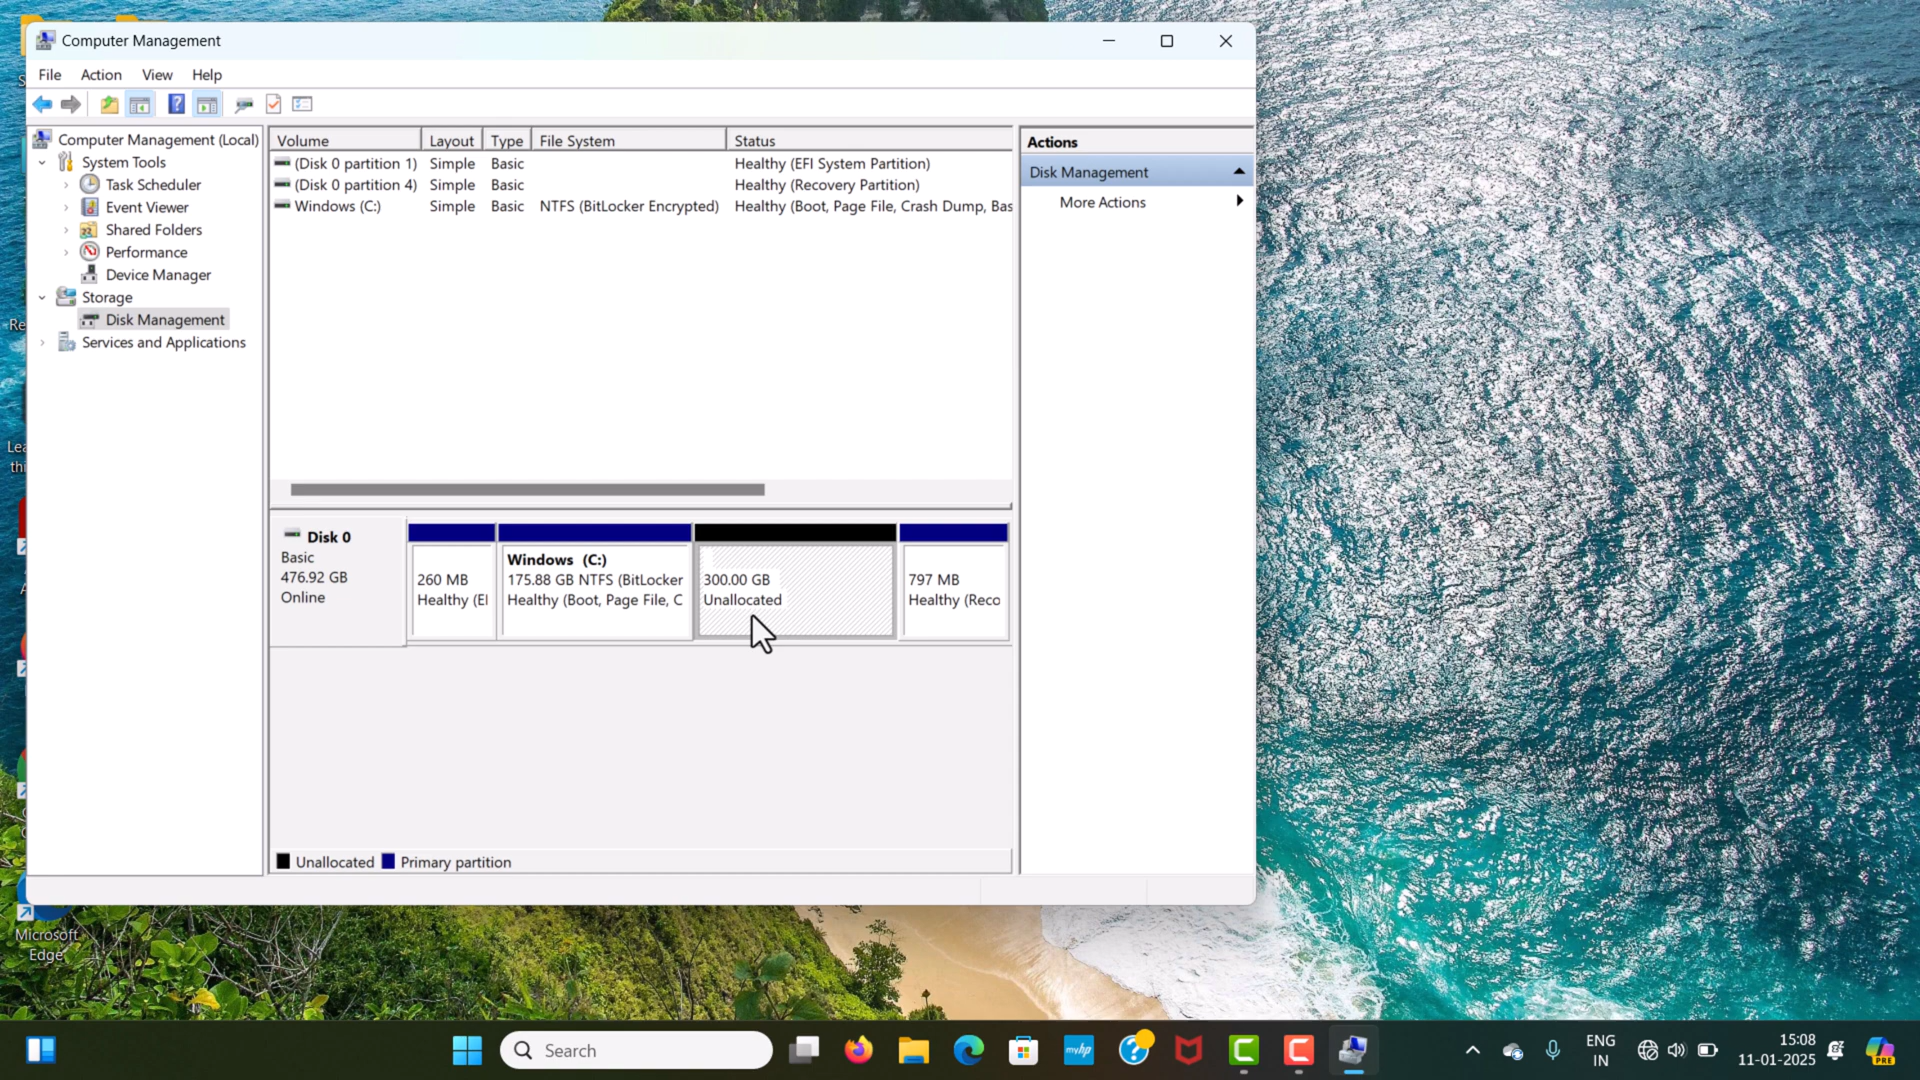 Computer Management
File Action View Help
Computer Management (Local)
System Tools
Task Scheduler
Event Viewer
Shared Folders
Performance
Device Manager
Storage
Disk Management
Services and Applications
Volume Layout Type File System Status
(Disk 0 partition 1) Simple Basic Healthy (EFI System Partition)
(Disk 0 partition 4) Simple Basic Healthy (Recovery Partition)
Windows (C:) Simple Basic NTFS (BitLocker Encrypted) Healthy (Boot, Page File, Crash Dump, Bas
Actions
Disk Management
More Actions
Disk 0
Basic
476.92 GB
Online
260 MB
Healthy (EI
Windows (C:)
175.88 GB NTFS (BitLocker
Healthy (Boot, Page File, C
300.00 GB
Unallocated
797 MB
Healthy (Reco
Unallocated Primary partition
Microsoft
Edge
Search
myhp
ENG
IN
15:08
11-01-2025
PRE